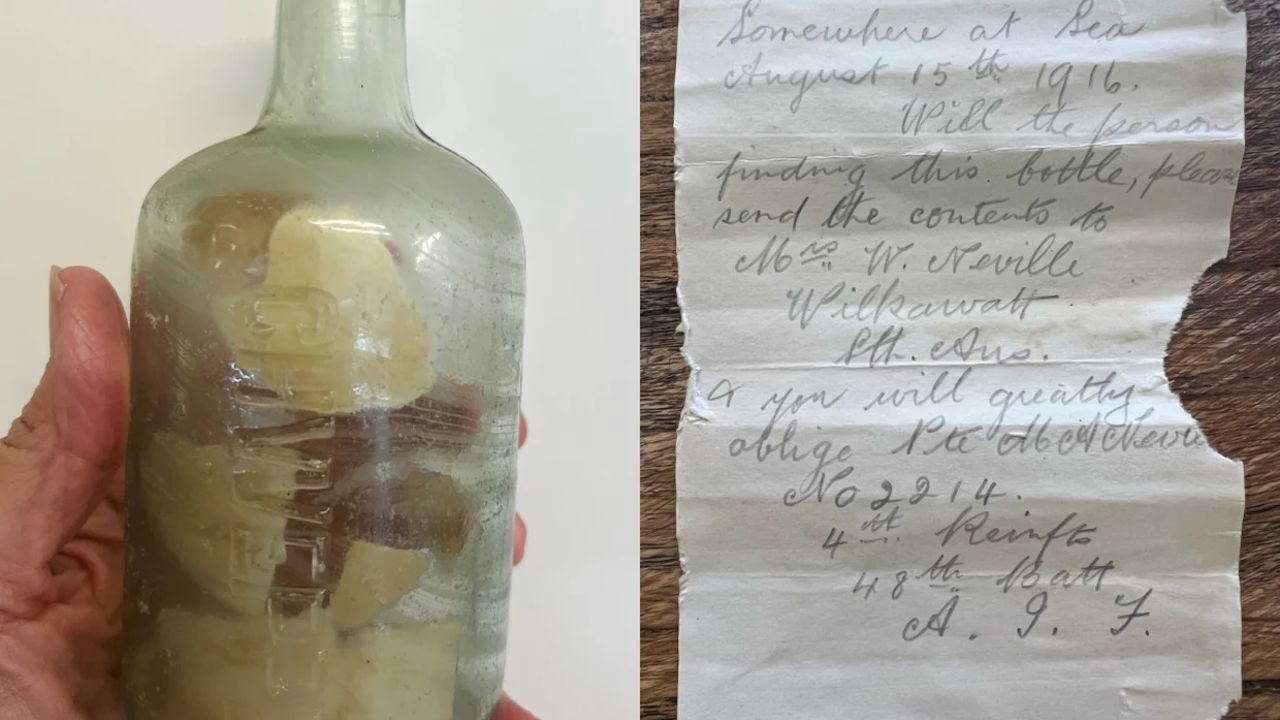 Somewhere at Sea
August 15th 1916.
Will the person
finding this bottle, please
send the contents to
Mrs W. Neville
Wilkawatt
Sth. Aus.
& you will greatly
oblige Pte M A
No 2214.
4th Reinfts
48th Batt
A. I. F.